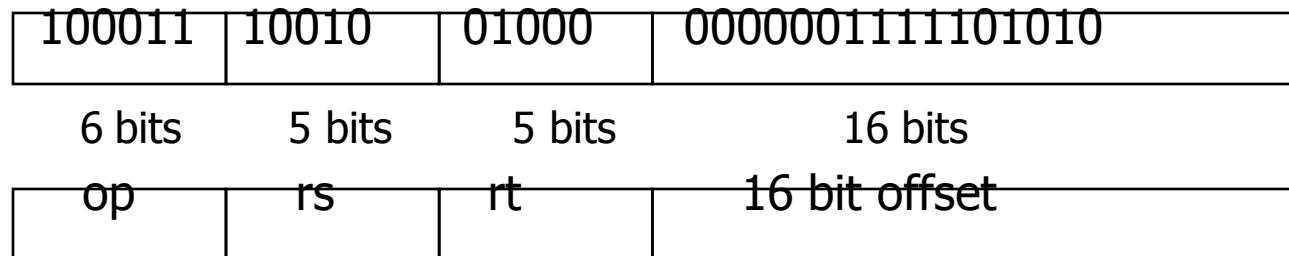 100011 10010 01000 0000001111101010
6 bits 5 bits 5 bits 16 bits
op rs rt 16 bit offset